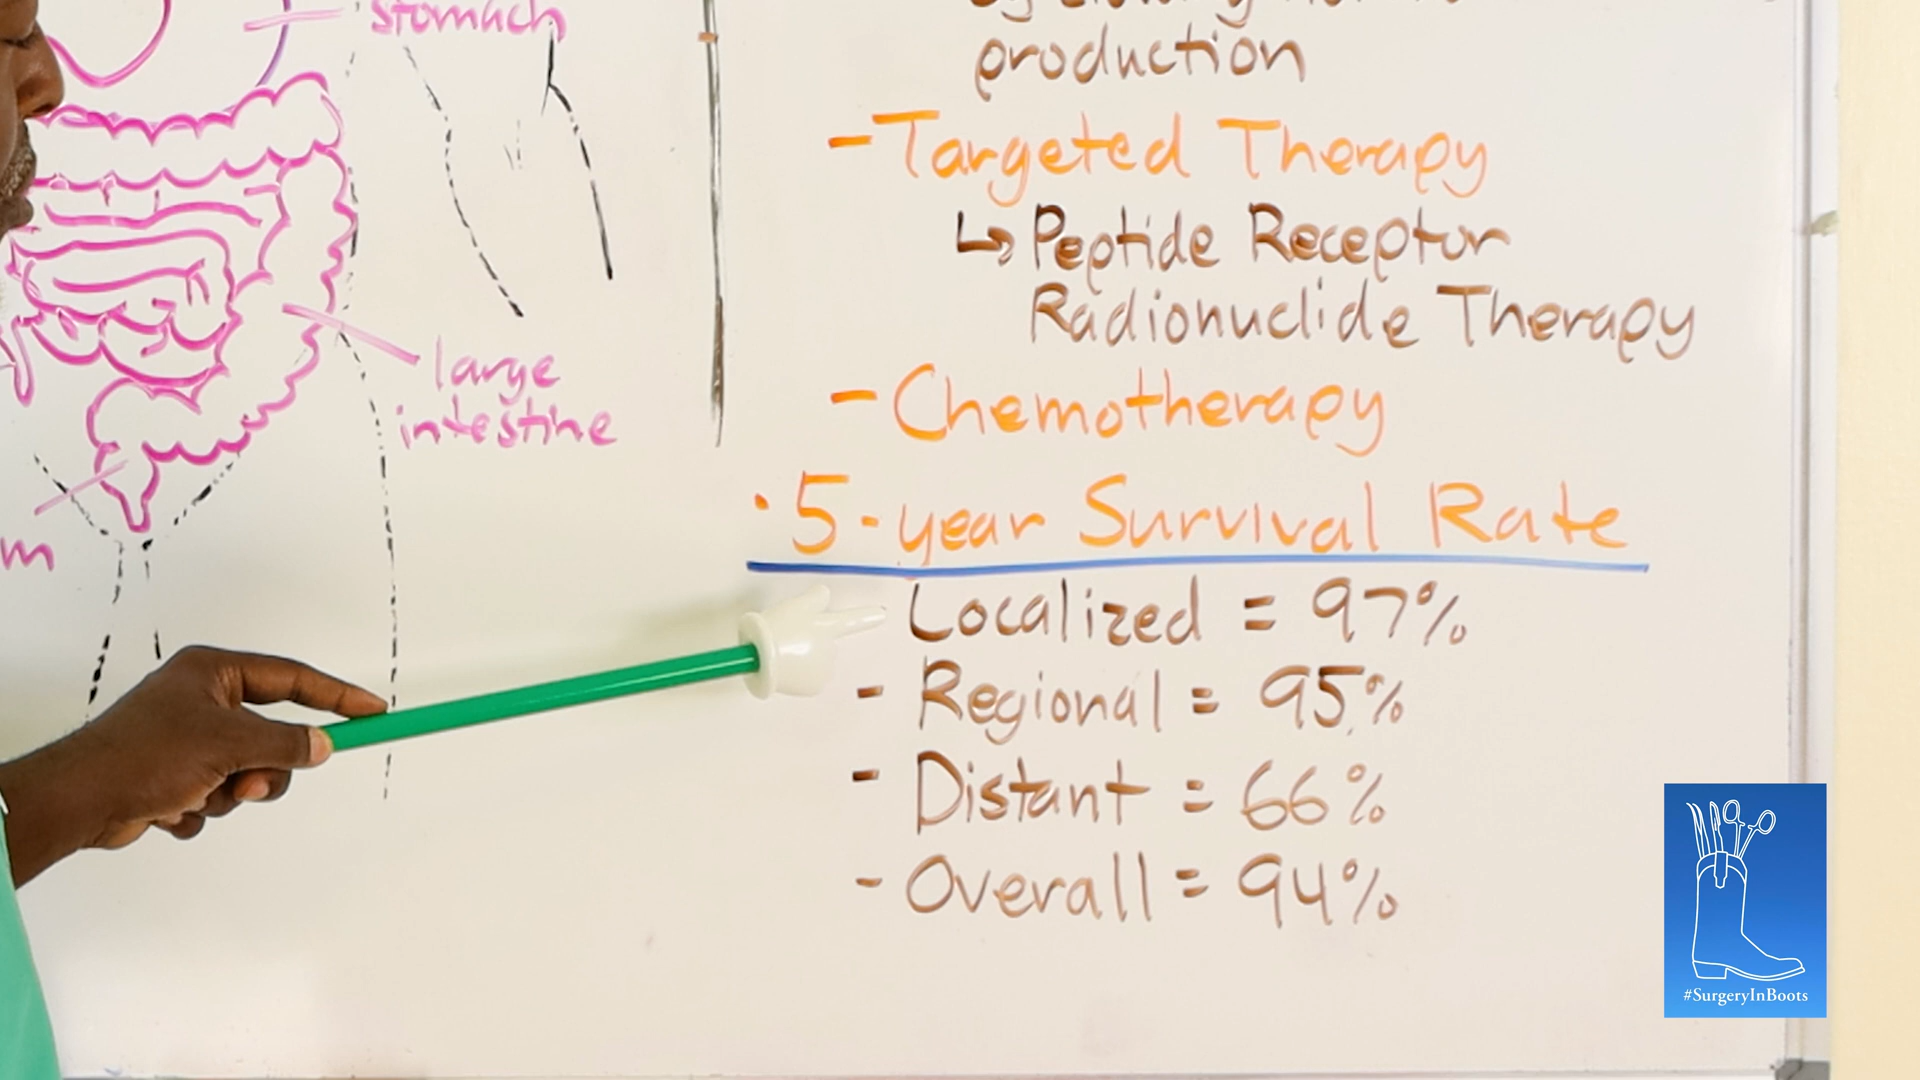 stomach
large
intestine
m
production
- Targeted Therapy
↳ Peptide Receptor
Radionuclide Therapy
- Chemotherapy
· 5-year Survival Rate
Localized = 97%
- Regional = 95%
- Distant = 66%
- Overall = 94%
#SurgeryInBoots